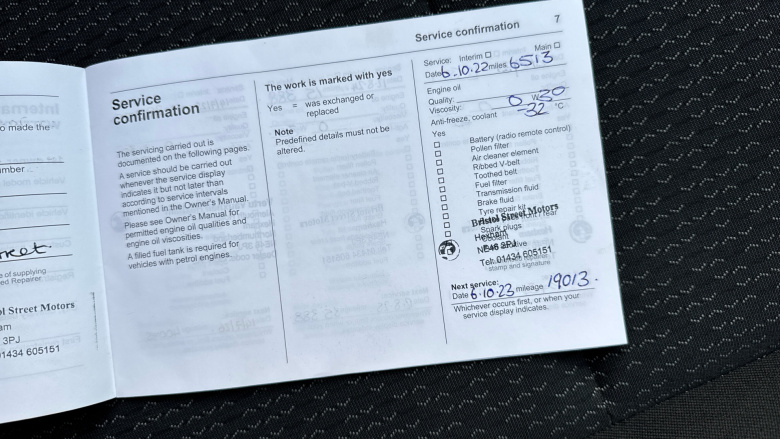 o made the
mber
rket.
e of supplying
ed Repairer
ol Street Motors
am
3PJ
01434 605151
Service
confirmation
The servicing carried out is
documented on the following pages.
A service should be carried out
whenever the service display
indicates it but not later than
according to service intervals
mentioned in the Owner's Manual.
Please see Owner's Manual for
permitted engine oil qualities and
engine oil viscosities.
A filled fuel tank is required for
vehicles with petrol engines.
The work is marked with yes
Yes = was exchanged or
replaced
Note
Predefined details must not be
altered.
Service confirmation 7
Service: Interim Main
Date 6.10.22 miles 6513
Engine oil
Quality:
Viscosity: 0 W 30
Anti-freeze, coolant -32 °C
Yes
Battery (radio remote control)
Pollen filter
Air cleaner element
Ribbed V-belt
Toothed belt
Fuel filter
Transmission fluid
Brake fluid
Tyre repair kit
Bristol Street Motors
Spark plugs
Hexham
NE46 3PJ
Tel: 01434 605151
stamp and signature
Next service:
Date 6.10.23 mileage 19013.
Whichever occurs first, or when your
service display indicates.